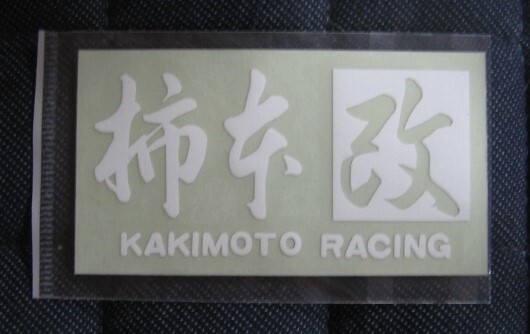 柿本改
KAKIMOTO RACING